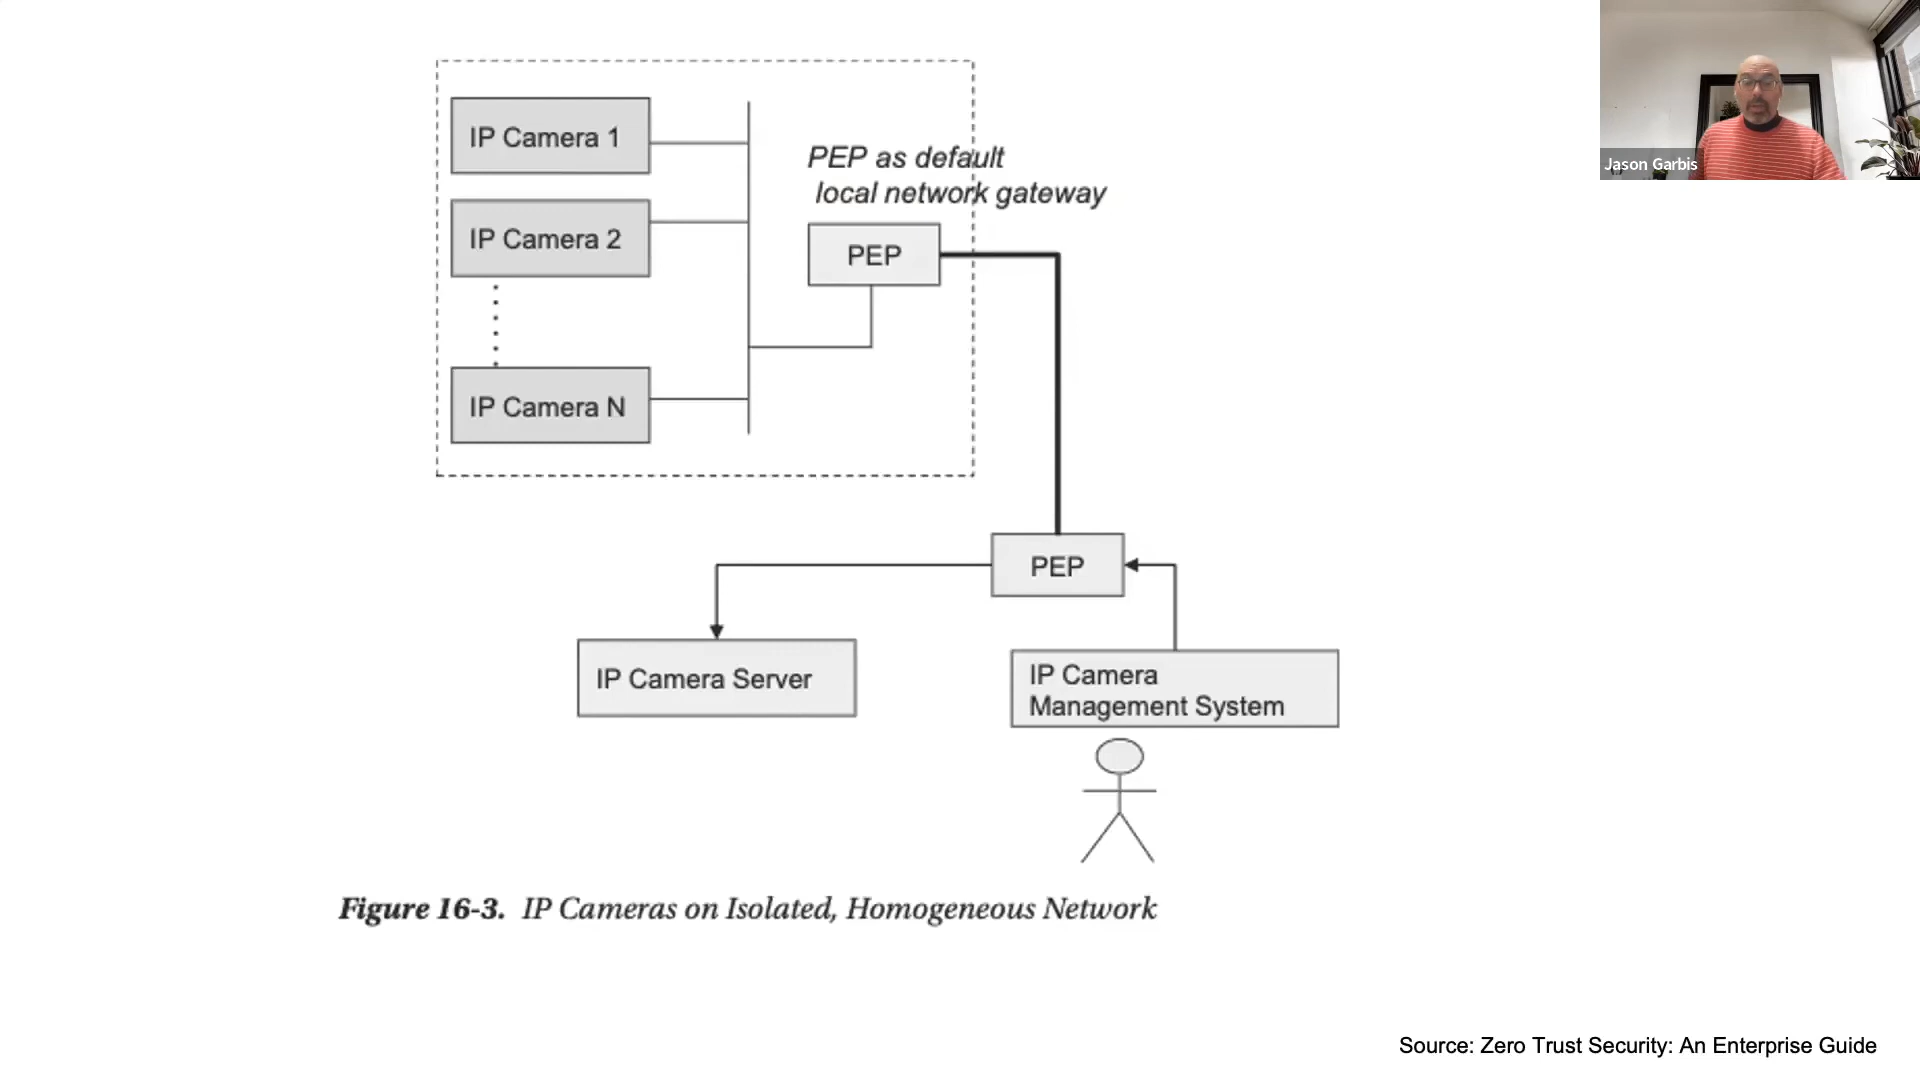 Jason Garbis
IP Camera 1
PEP as default
local network gateway
IP Camera 2
PEP
IP Camera N
PEP
IP Camera Server
IP Camera
Management System
Figure 16-3. IP Cameras on Isolated, Homogeneous Network
Source: Zero Trust Security: An Enterprise Guide